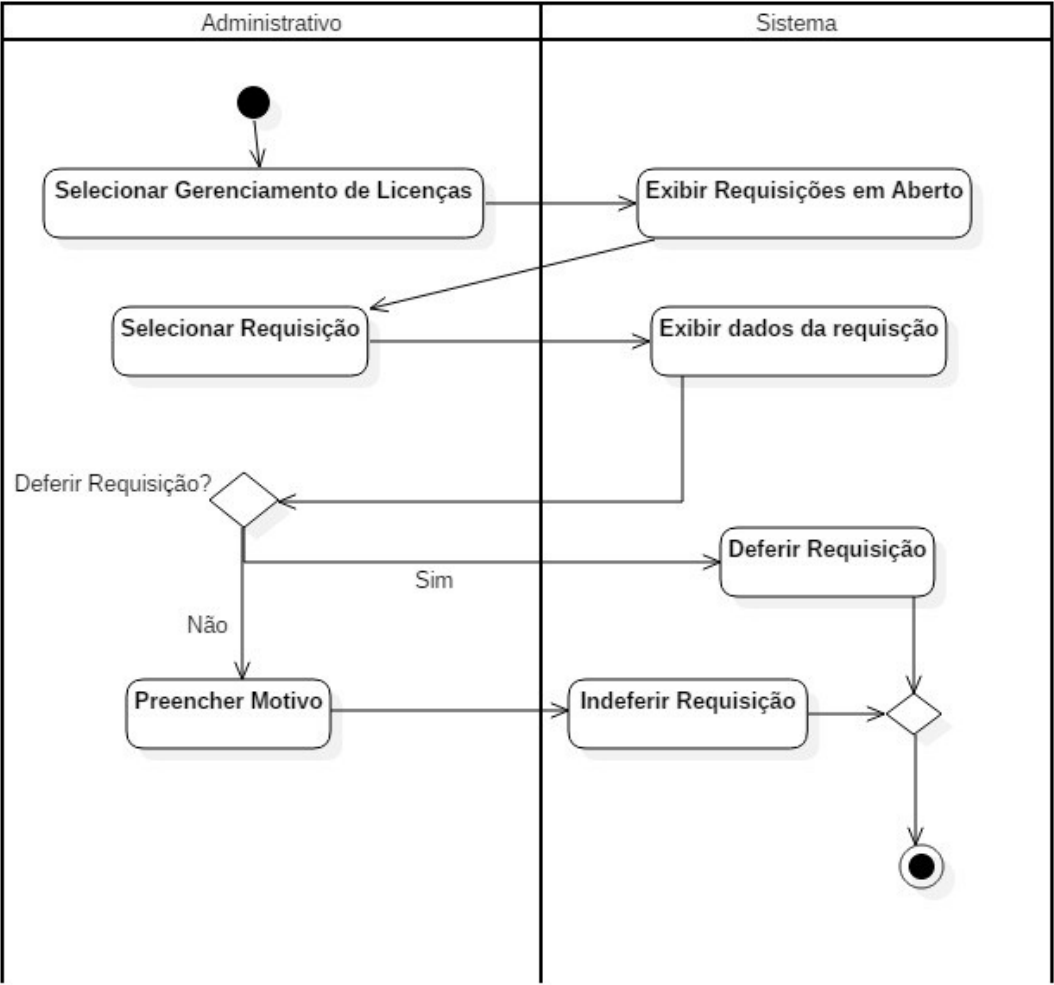 Administrativo
Sistema
Selecionar Gerenciamento de Licenças
Exibir Requisições em Aberto
Selecionar Requisição
Exibir dados da requisção
Deferir Requisição?
Deferir Requisição
Sim
Não
Preencher Motivo
Indeferir Requisição